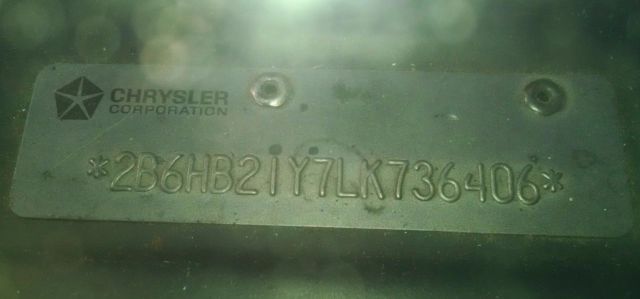 CHRYSLER
CORPORATION
*2B6HB21Y7LK736406*